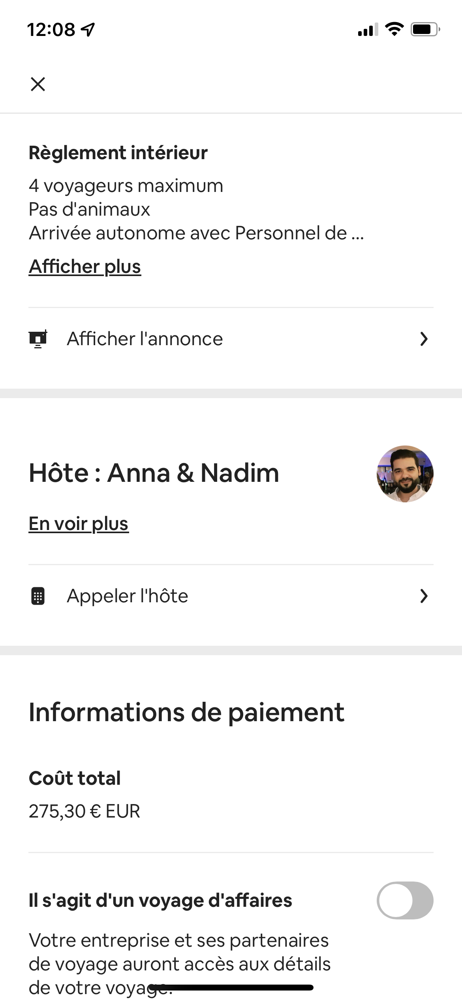 12:08
Règlement intérieur
4 voyageurs maximum
Pas d'animaux
Arrivée autonome avec Personnel de ...
Afficher plus
Afficher l'annonce
Hôte : Anna & Nadim
En voir plus
Appeler l'hôte
Informations de paiement
Coût total
275,30 € EUR
Il s'agit d'un voyage d'affaires
Votre entreprise et ses partenaires
de voyage auront accès aux détails
de votre voyage.